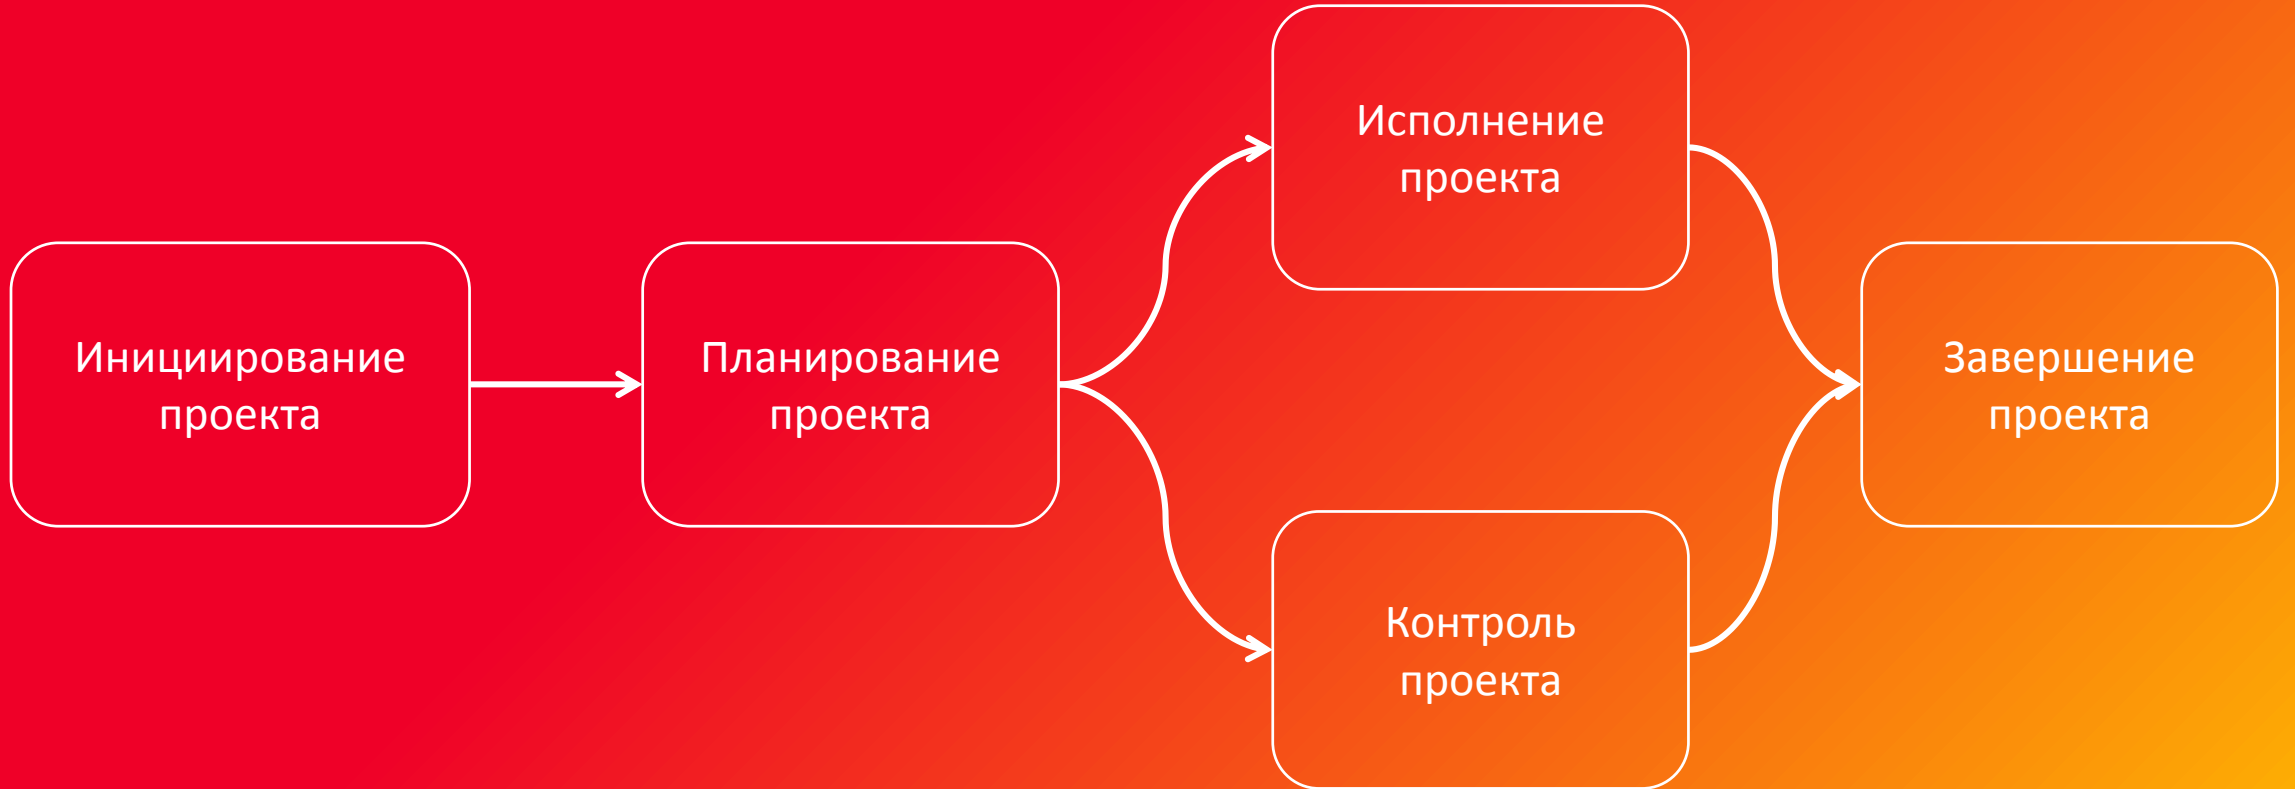 Инициирование
проекта
Планирование
проекта
Исполнение
проекта
Контроль
проекта
Завершение
проекта